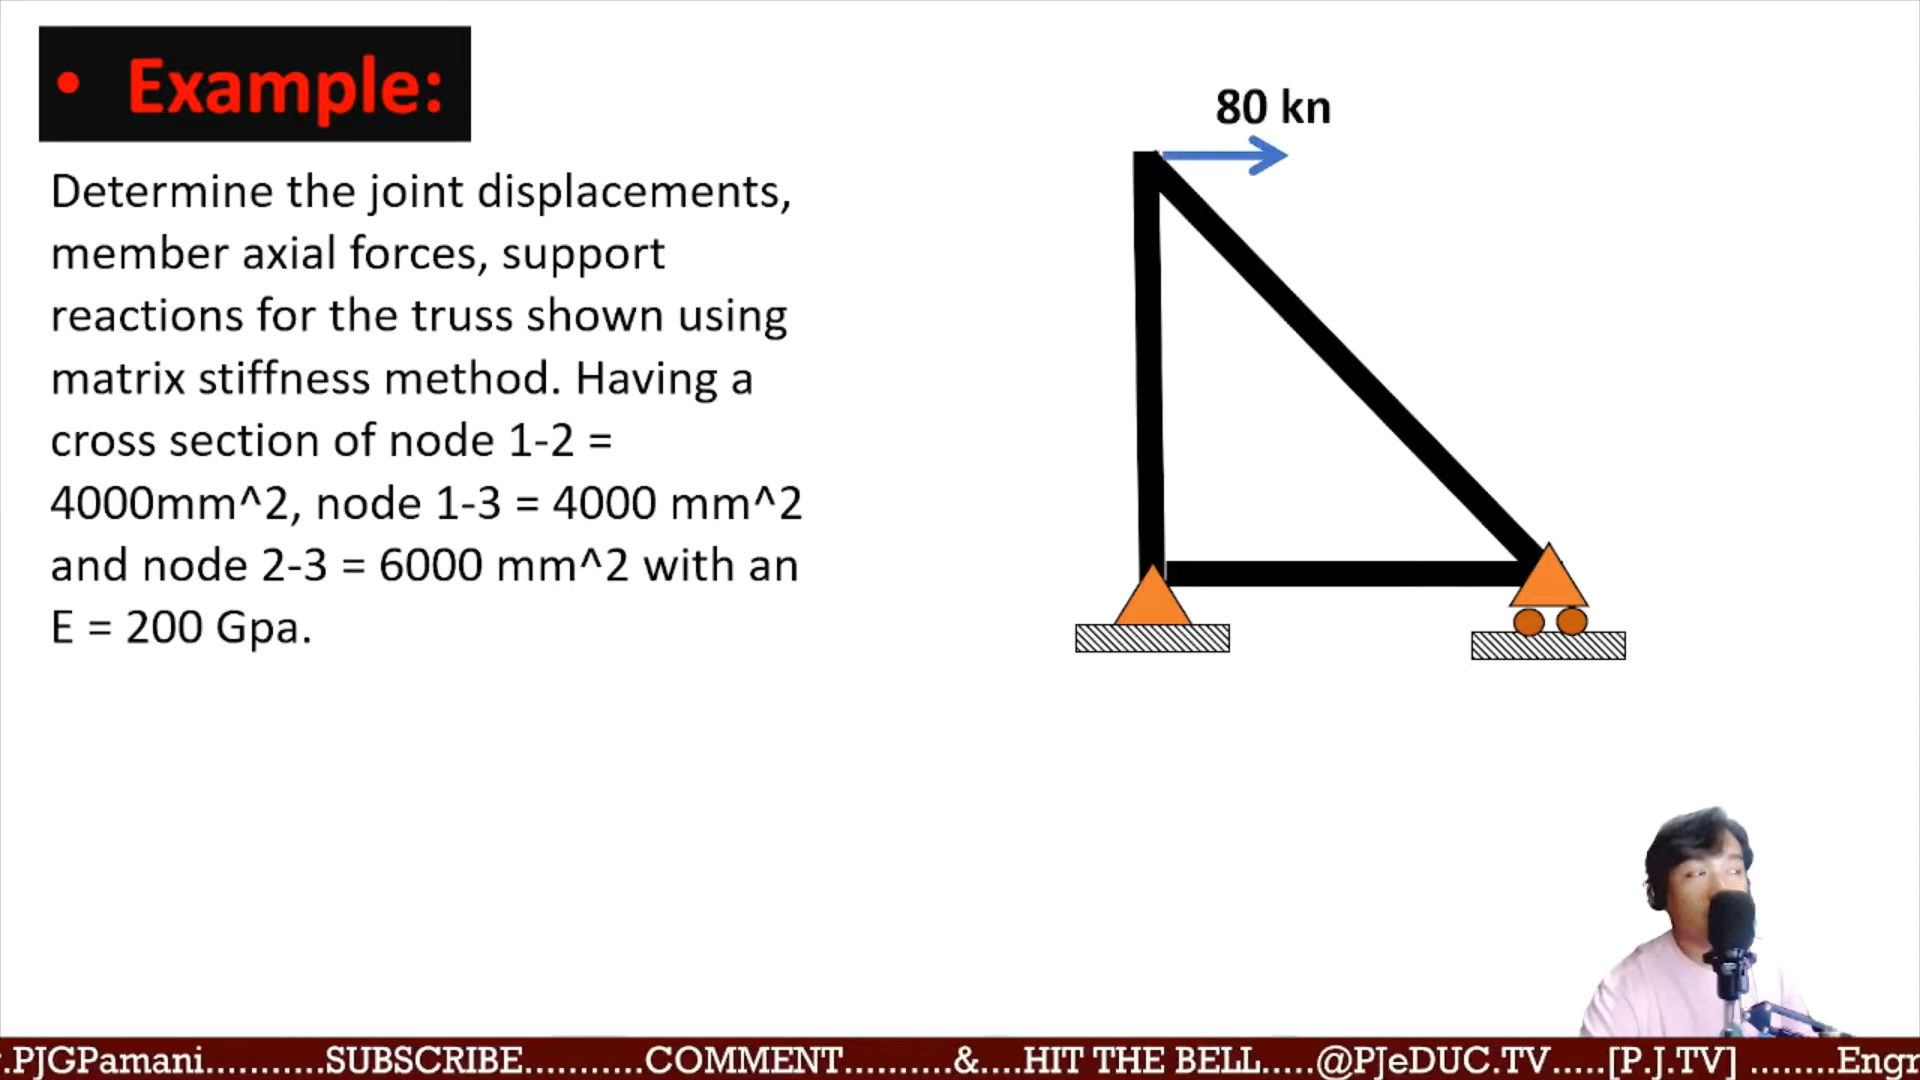 • Example:
80 kn
Determine the joint displacements,
member axial forces, support
reactions for the truss shown using
matrix stiffness method. Having a
cross section of node 1-2 =
4000mm^2, node 1-3 = 4000 mm^2
and node 2-3 = 6000 mm^2 with an
E = 200 Gpa.
.PJGPamani...........SUBSCRIBE...........COMMENT..........&....HIT THE BELL.....@PJeDUC.TV.....[P.J.TV] ........Engr